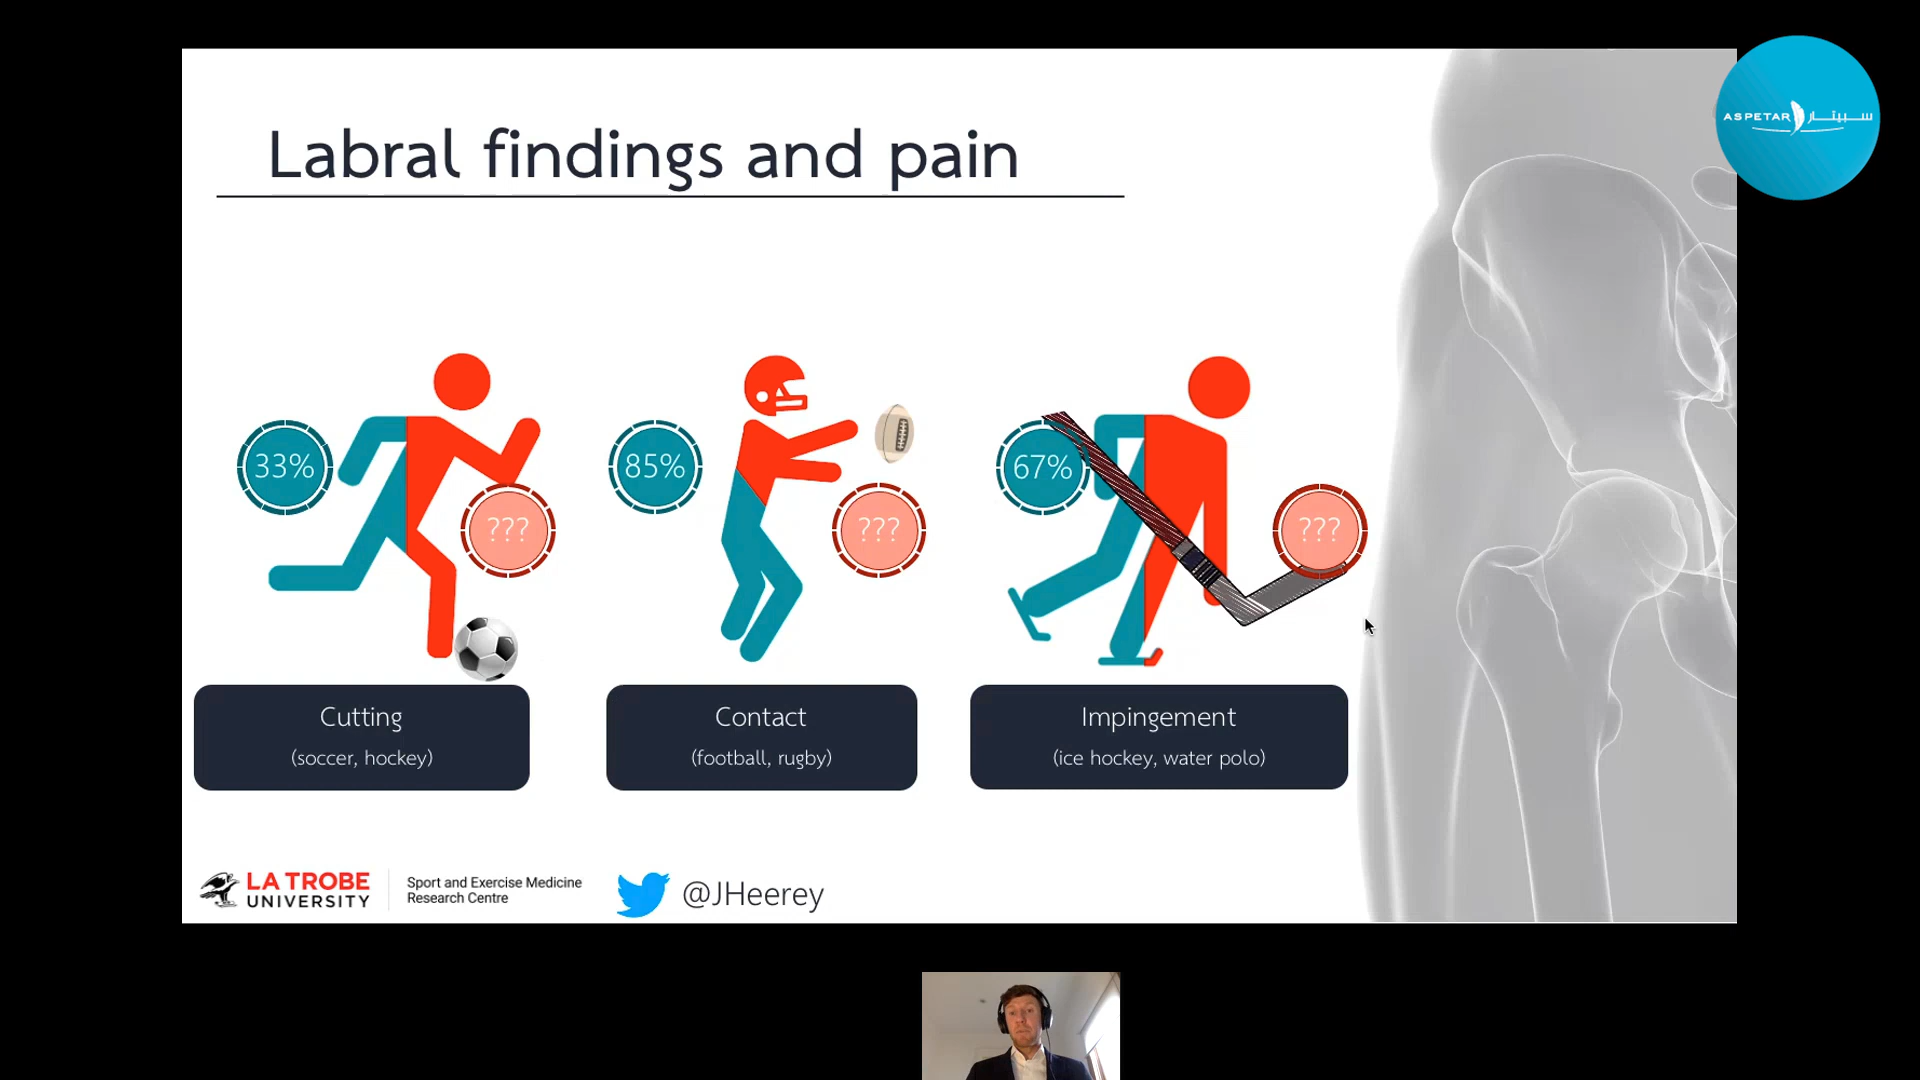 Labral findings and pain
ASPETAR سبيتار
33%
???
85%
???
67%
???
Cutting
(soccer, hockey)
Contact
(football, rugby)
Impingement
(ice hockey, water polo)
LA TROBE
UNIVERSITY
Sport and Exercise Medicine
Research Centre
@JHeerey